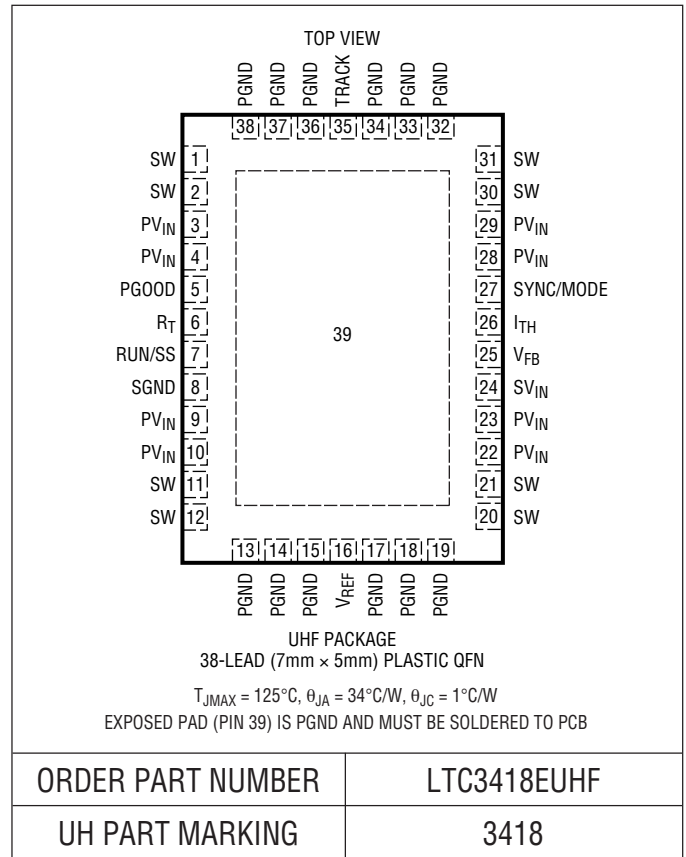 TOP VIEW
PGND PGND PGND TRACK PGND PGND PGND
38 37 36 35 34 33 32
SW 1 31 SW
SW 2 30 SW
PVIN 3 29 PVIN
PVIN 4 28 PVIN
PGOOD 5 27 SYNC/MODE
RT 6 26 ITH
39
RUN/SS 7 25 VFB
SGND 8 24 SVIN
PVIN 9 23 PVIN
PVIN 10 22 PVIN
SW 11 21 SW
SW 12 20 SW
13 14 15 16 17 18 19
PGND PGND PGND VREF PGND PGND PGND
UHF PACKAGE
38-LEAD (7mm × 5mm) PLASTIC QFN
TJMAX = 125°C, θJA = 34°C/W, θJC = 1°C/W
EXPOSED PAD (PIN 39) IS PGND AND MUST BE SOLDERED TO PCB
ORDER PART NUMBER LTC3418EUHF
UH PART MARKING 3418